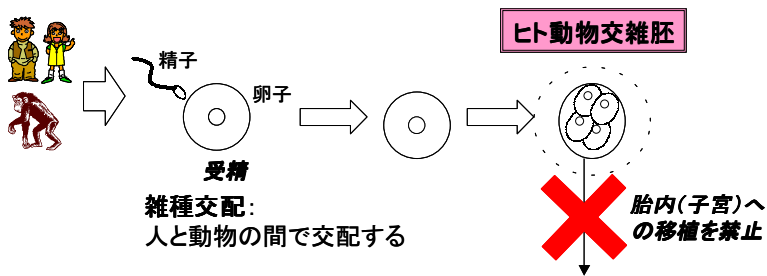 ヒト動物交雑胚
精子
卵子
受精
雑種交配：
人と動物の間で交配する
胎内（子宮）へ
の移植を禁止